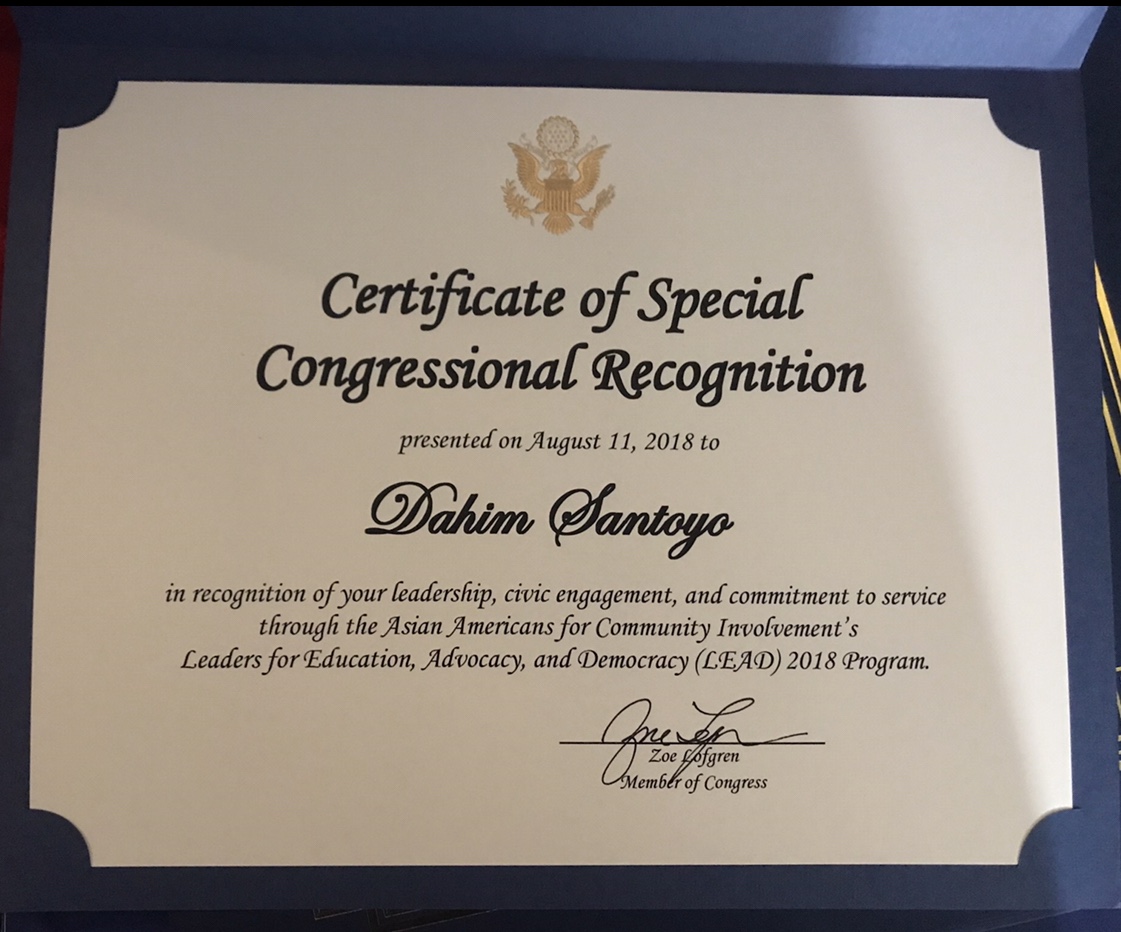 Certificate of Special
Congressional Recognition
presented on August 11, 2018 to
Dahim Santoyo
in recognition of your leadership, civic engagement, and commitment to service
through the Asian Americans for Community Involvement's
Leaders for Education, Advocacy, and Democracy (LEAD) 2018 Program.
Zoe Lofgren
Member of Congress